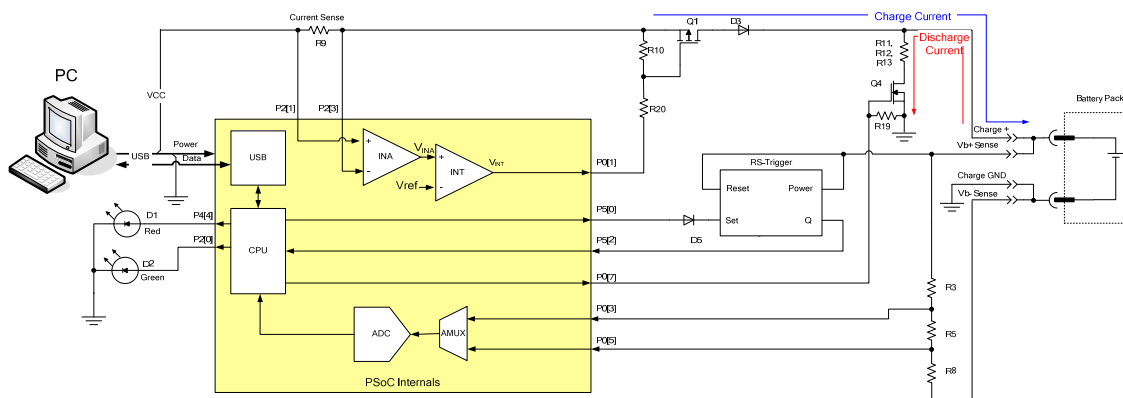 Current Sense
R9
Q1
D3
Charge Current
Discharge
Current
R11,
R12,
R13
R10
R20
Q4
R19
PC
VCC
P2[1]
P2[3]
Battery Pack
Charge +
Vb+ Sense
Charge GND
Vb- Sense
USB
Power
Data
USB
INA
VINA
INT
VINT
Vref
P0[1]
RS-Trigger
Reset
Power
Set
Q
D1
Red
P4[4]
P2[0]
D2
Green
CPU
P5[0]
D5
P5[2]
P0[7]
P0[3]
P0[5]
ADC
AMUX
R3
R5
R8
PSoC Internals